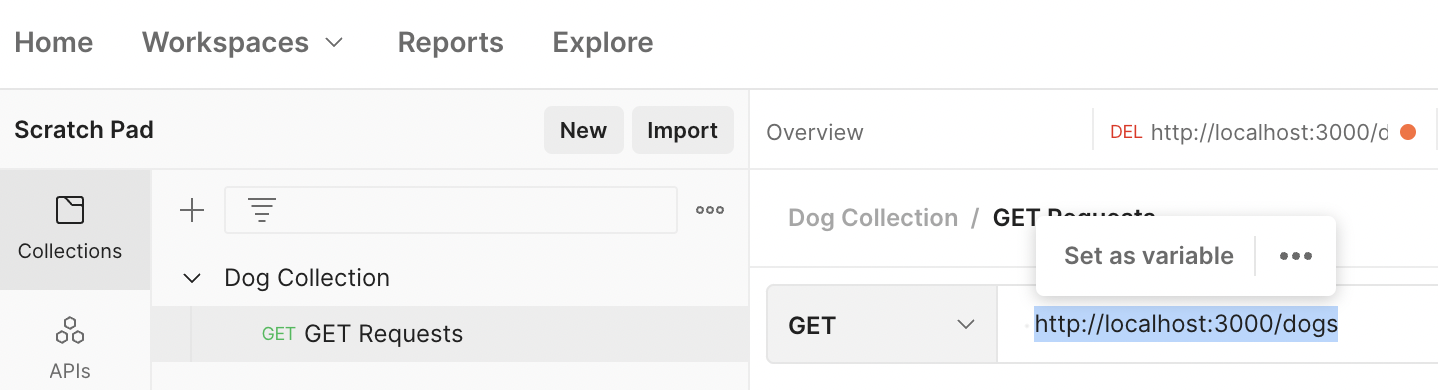 Home Workspaces Reports Explore
Scratch Pad New Import
Overview DEL http://localhost:3000/d
Collections
Dog Collection / GET Requests
Set as variable
Dog Collection
GET http://localhost:3000/dogs
GET GET Requests
APIs